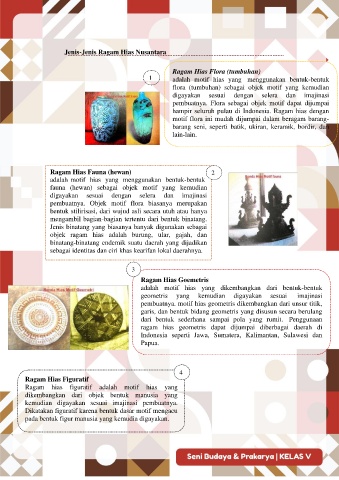 Jenis-Jenis Ragam Hias Nusantara
1
Ragam Hias Flora (tumbuhan)
adalah motif hias yang menggunakan bentuk-bentuk
flora (tumbuhan) sebagai objek motif yang kemudian
digayakan sesuai dengan selera dan imajinasi
pembuatnya. Flora sebagai objek motif dapat dijumpai
hampir seluruh pulau di Indonesia. Ragam hias dengan
motif flora ini mudah dijumpai dalam beragam barang-
barang seni, seperti batik, ukiran, keramik, bordir, dan
lain-lain.
2
Ragam Hias Fauna (hewan)
adalah motif hias yang menggunakan bentuk-bentuk
fauna (hewan) sebagai objek motif yang kemudian
digayakan sesuai dengan selera dan imajinasi
pembuatnya. Objek motif flora biasanya merupakan
bentuk stilirisasi, dari wujud asli secara utuh atau hanya
mengambil bagian-bagian tertentu dari bentuk binatang.
Jenis binatang yang biasanya banyak digunakan sebagai
objek ragam hias adalah burung, ular, gajah, dan
binatang-binatang endemik suatu daerah yang dijadikan
sebagai identitas dan ciri khas kearifan lokal daerahnya.
3
Ragam Hias Goemetris
adalah motif hias yang dikembangkan dari bentuk-bentuk
geometris yang kemudian digayakan sesuai imajinasi
pembuatnya. motif hias geometris dikembangkan dari unsur titik,
garis, dan bentuk bidang geometris yang disusun secara berulang
dari bentuk sederhana sampai pola yang rumit. Penggunaan
ragam hias geometris dapat dijumpai diberbagai daerah di
Indonesia seperti Jawa, Sumatera, Kalimantan, Sulawesi dan
Papua.
4
Ragam Hias Figuratif
Ragam hias figuratif adalah motif hias yang
dikembangkan dari objek bentuk manusia yang
kemudian digayakan sesuai imajinasi pembuatnya.
Dikatakan figuratif karena bentuk dasar motif mengacu
pada bentuk figur manusia yang kemudia digayakan.
Seni Budaya & Prakarya | KELAS V